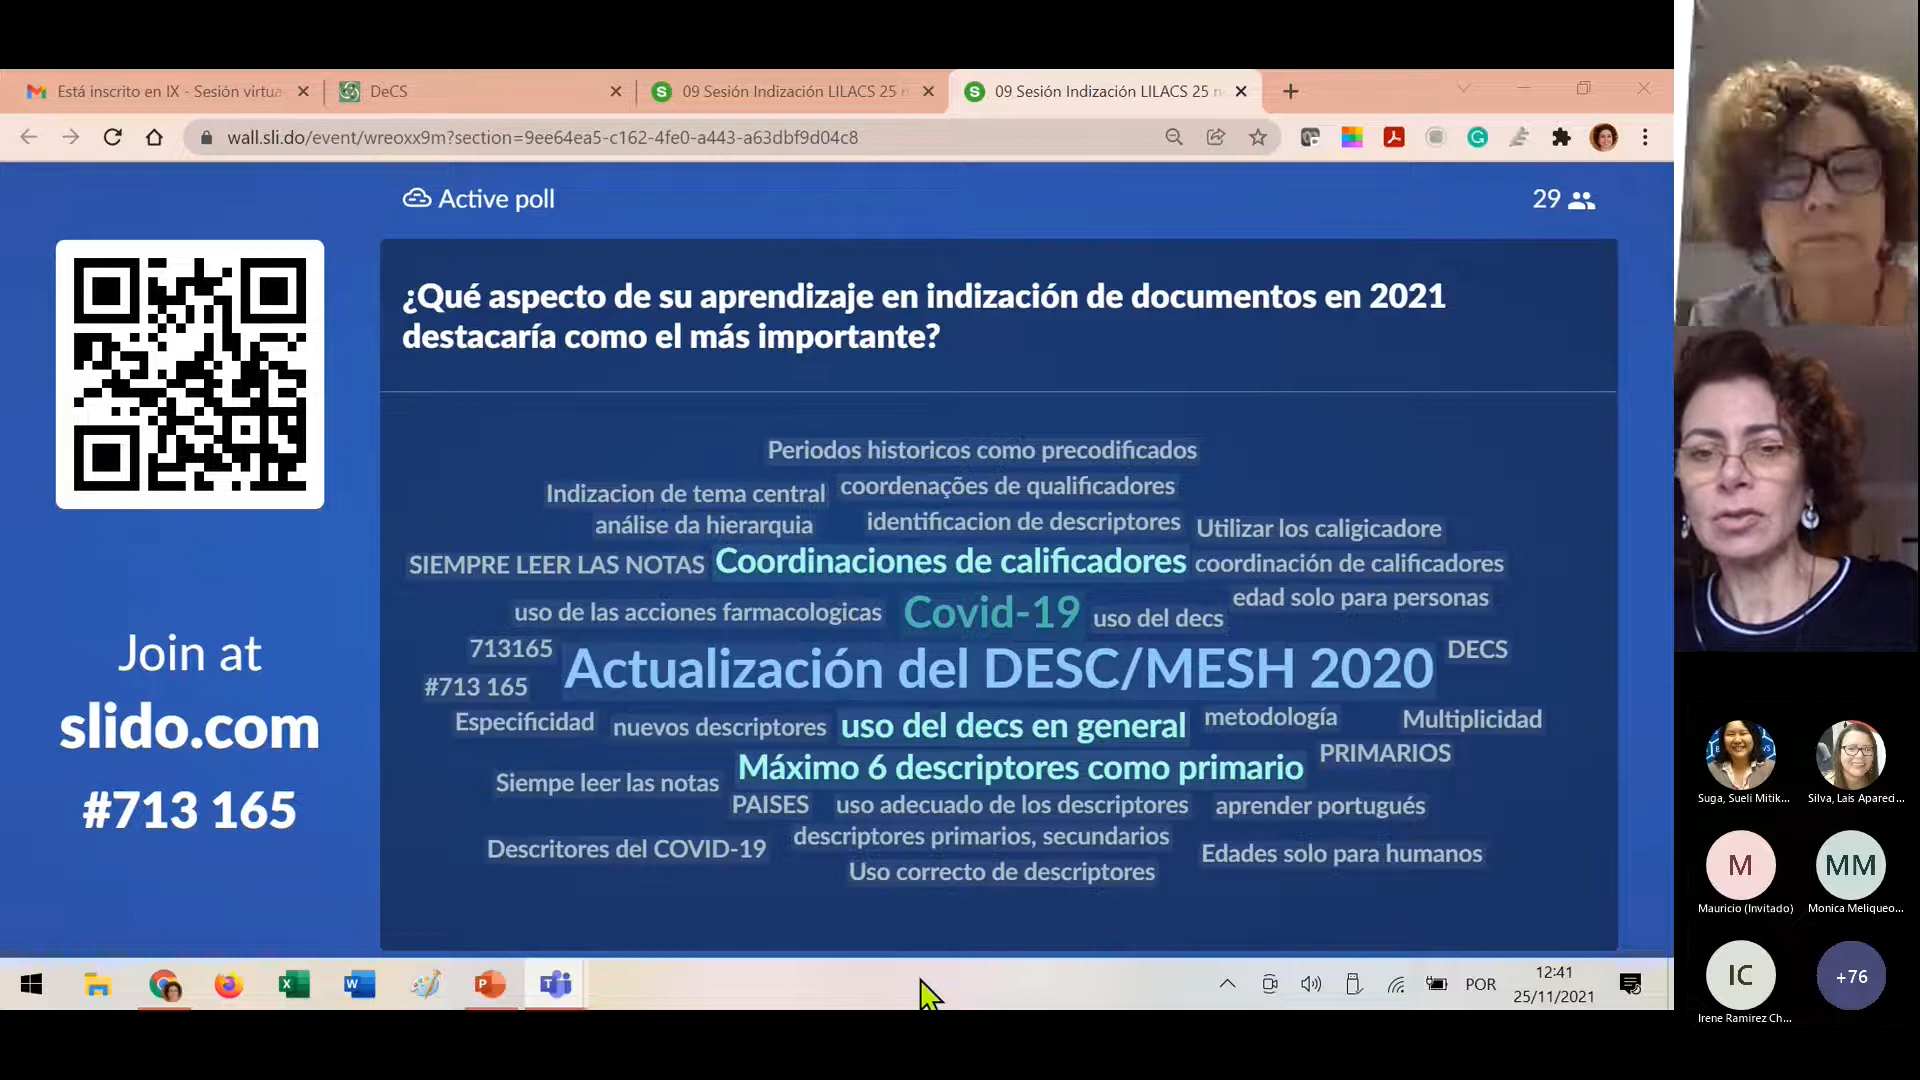 Está inscrito en IX - Sesión virtua
DeCS
09 Sesión Indización LILACS 25 n
09 Sesión Indización LILACS 25 n
wall.sli.do/event/wreoxx9m?section=9ee64ea5-c162-4fe0-a443-a63dbf9d04c8
Active poll
29
¿Qué aspecto de su aprendizaje en indización de documentos en 2021
destacaría como el más importante?
Periodos historicos como precodificados
Indizacion de tema central
coordenações de qualificadores
análise da hierarquia
identificacion de descriptores
Utilizar los caligicadore
SIEMPRE LEER LAS NOTAS
Coordinaciones de calificadores
coordinación de calificadores
uso de las acciones farmacologicas
Covid-19
uso del decs
edad solo para personas
713165
Actualización del DESC/MESH 2020
DECS
#713 165
Especificidad
nuevos descriptores
uso del decs en general
metodología
Multiplicidad
Máximo 6 descriptores como primario
PRIMARIOS
Siempe leer las notas
PAISES
uso adecuado de los descriptores
aprender portugués
descriptores primarios, secundarios
Descritores del COVID-19
Edades solo para humanos
Uso correcto de descriptores
Join at
slido.com
#713 165
Suga, Sueli Mitik...
Silva, Lais Apareci...
M
MM
Mauricio (Invitado)
Monica Meliqueo...
IC
+76
Irene Ramirez Ch...
POR
12:41
25/11/2021